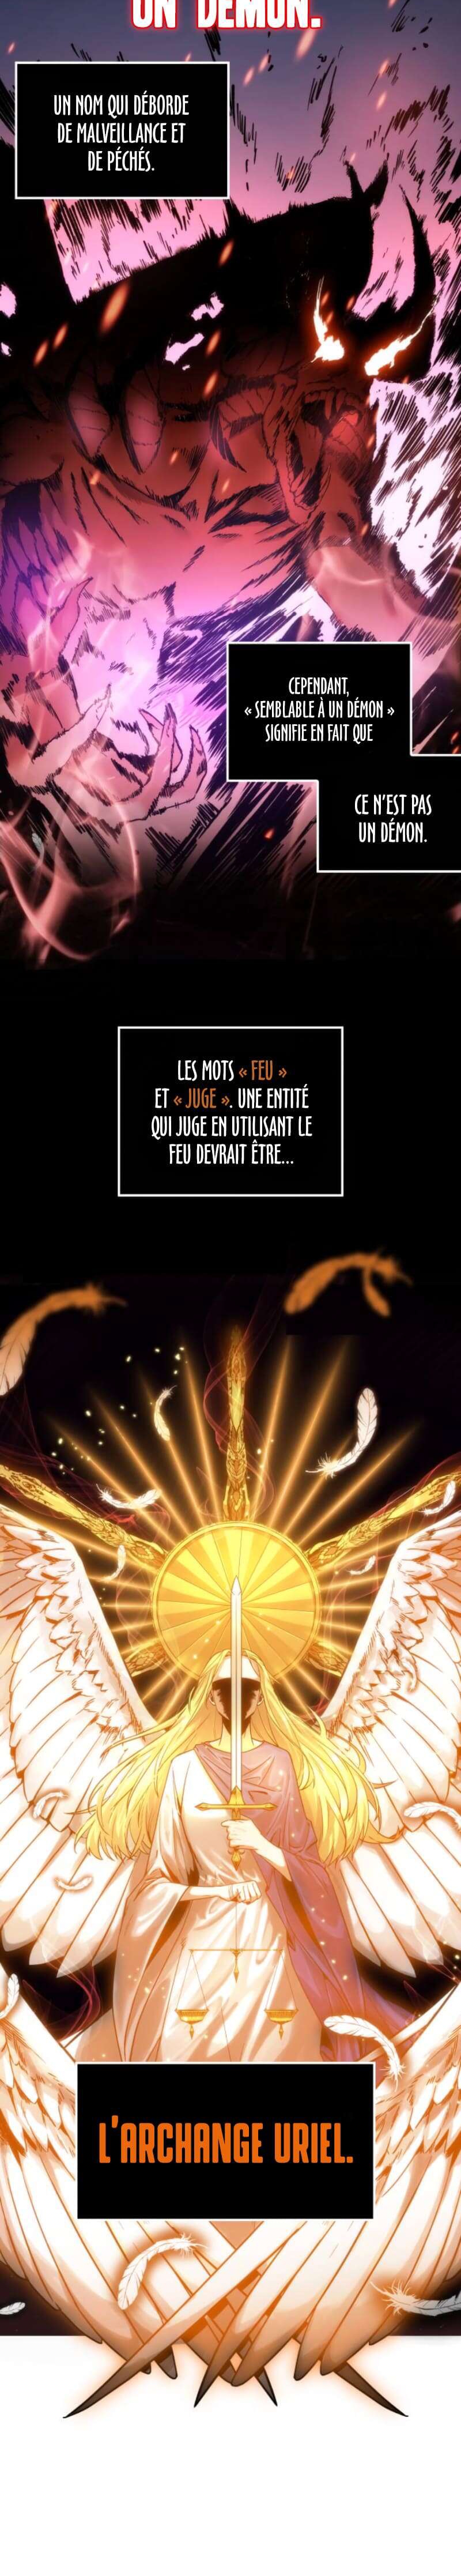 UN DÉMON.
UN NOM QUI DÉBORDE
DE MALVEILLANCE ET
DE PÉCHÉS.
CEPENDANT,
« SEMBLABLE À UN DÉMON »
SIGNIFIE EN FAIT QUE
CE N'EST PAS
UN DÉMON.
LES MOTS « FEU »
ET « JUGE ». UNE ENTITÉ
QUI JUGE EN UTILISANT LE
FEU DEVRAIT ÊTRE...
L'ARCHANGE URIEL.